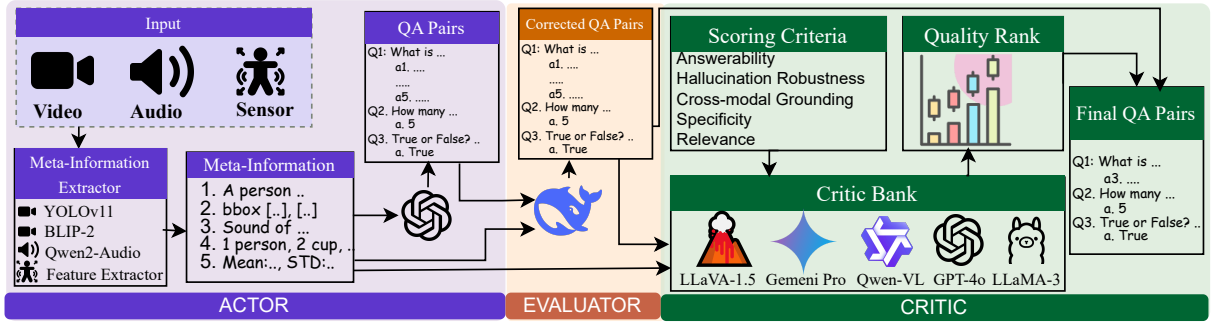 Input
Video
Audio
Sensor
Meta-Information
Extractor
YOLOv11
BLIP-2
Qwen2-Audio
Feature Extractor
Meta-Information
1. A person ..
2. bbox [..], [..]
3. Sound of ...
4. 1 person, 2 cup, ..
5. Mean:.., STD:..
QA Pairs
Q1: What is ...
a1. ....
.....
a5. .....
Q2. How many ...
a. 5
Q3. True or False? ..
a. True
ACTOR
Corrected QA Pairs
Q1: What is ...
a1. ....
.....
a5. .....
Q2. How many ...
a. 5
Q3. True or False? ..
a. True
EVALUATOR
Scoring Criteria
Answerability
Hallucination Robustness
Cross-modal Grounding
Specificity
Relevance
Quality Rank
Critic Bank
LLaVA-1.5
Gemeni Pro
Qwen-VL
GPT-4o
LLaMA-3
Final QA Pairs
Q1: What is ...
a3. ....
Q2. How many ...
a. 5
Q3. True or False? ..
a. True
CRITIC